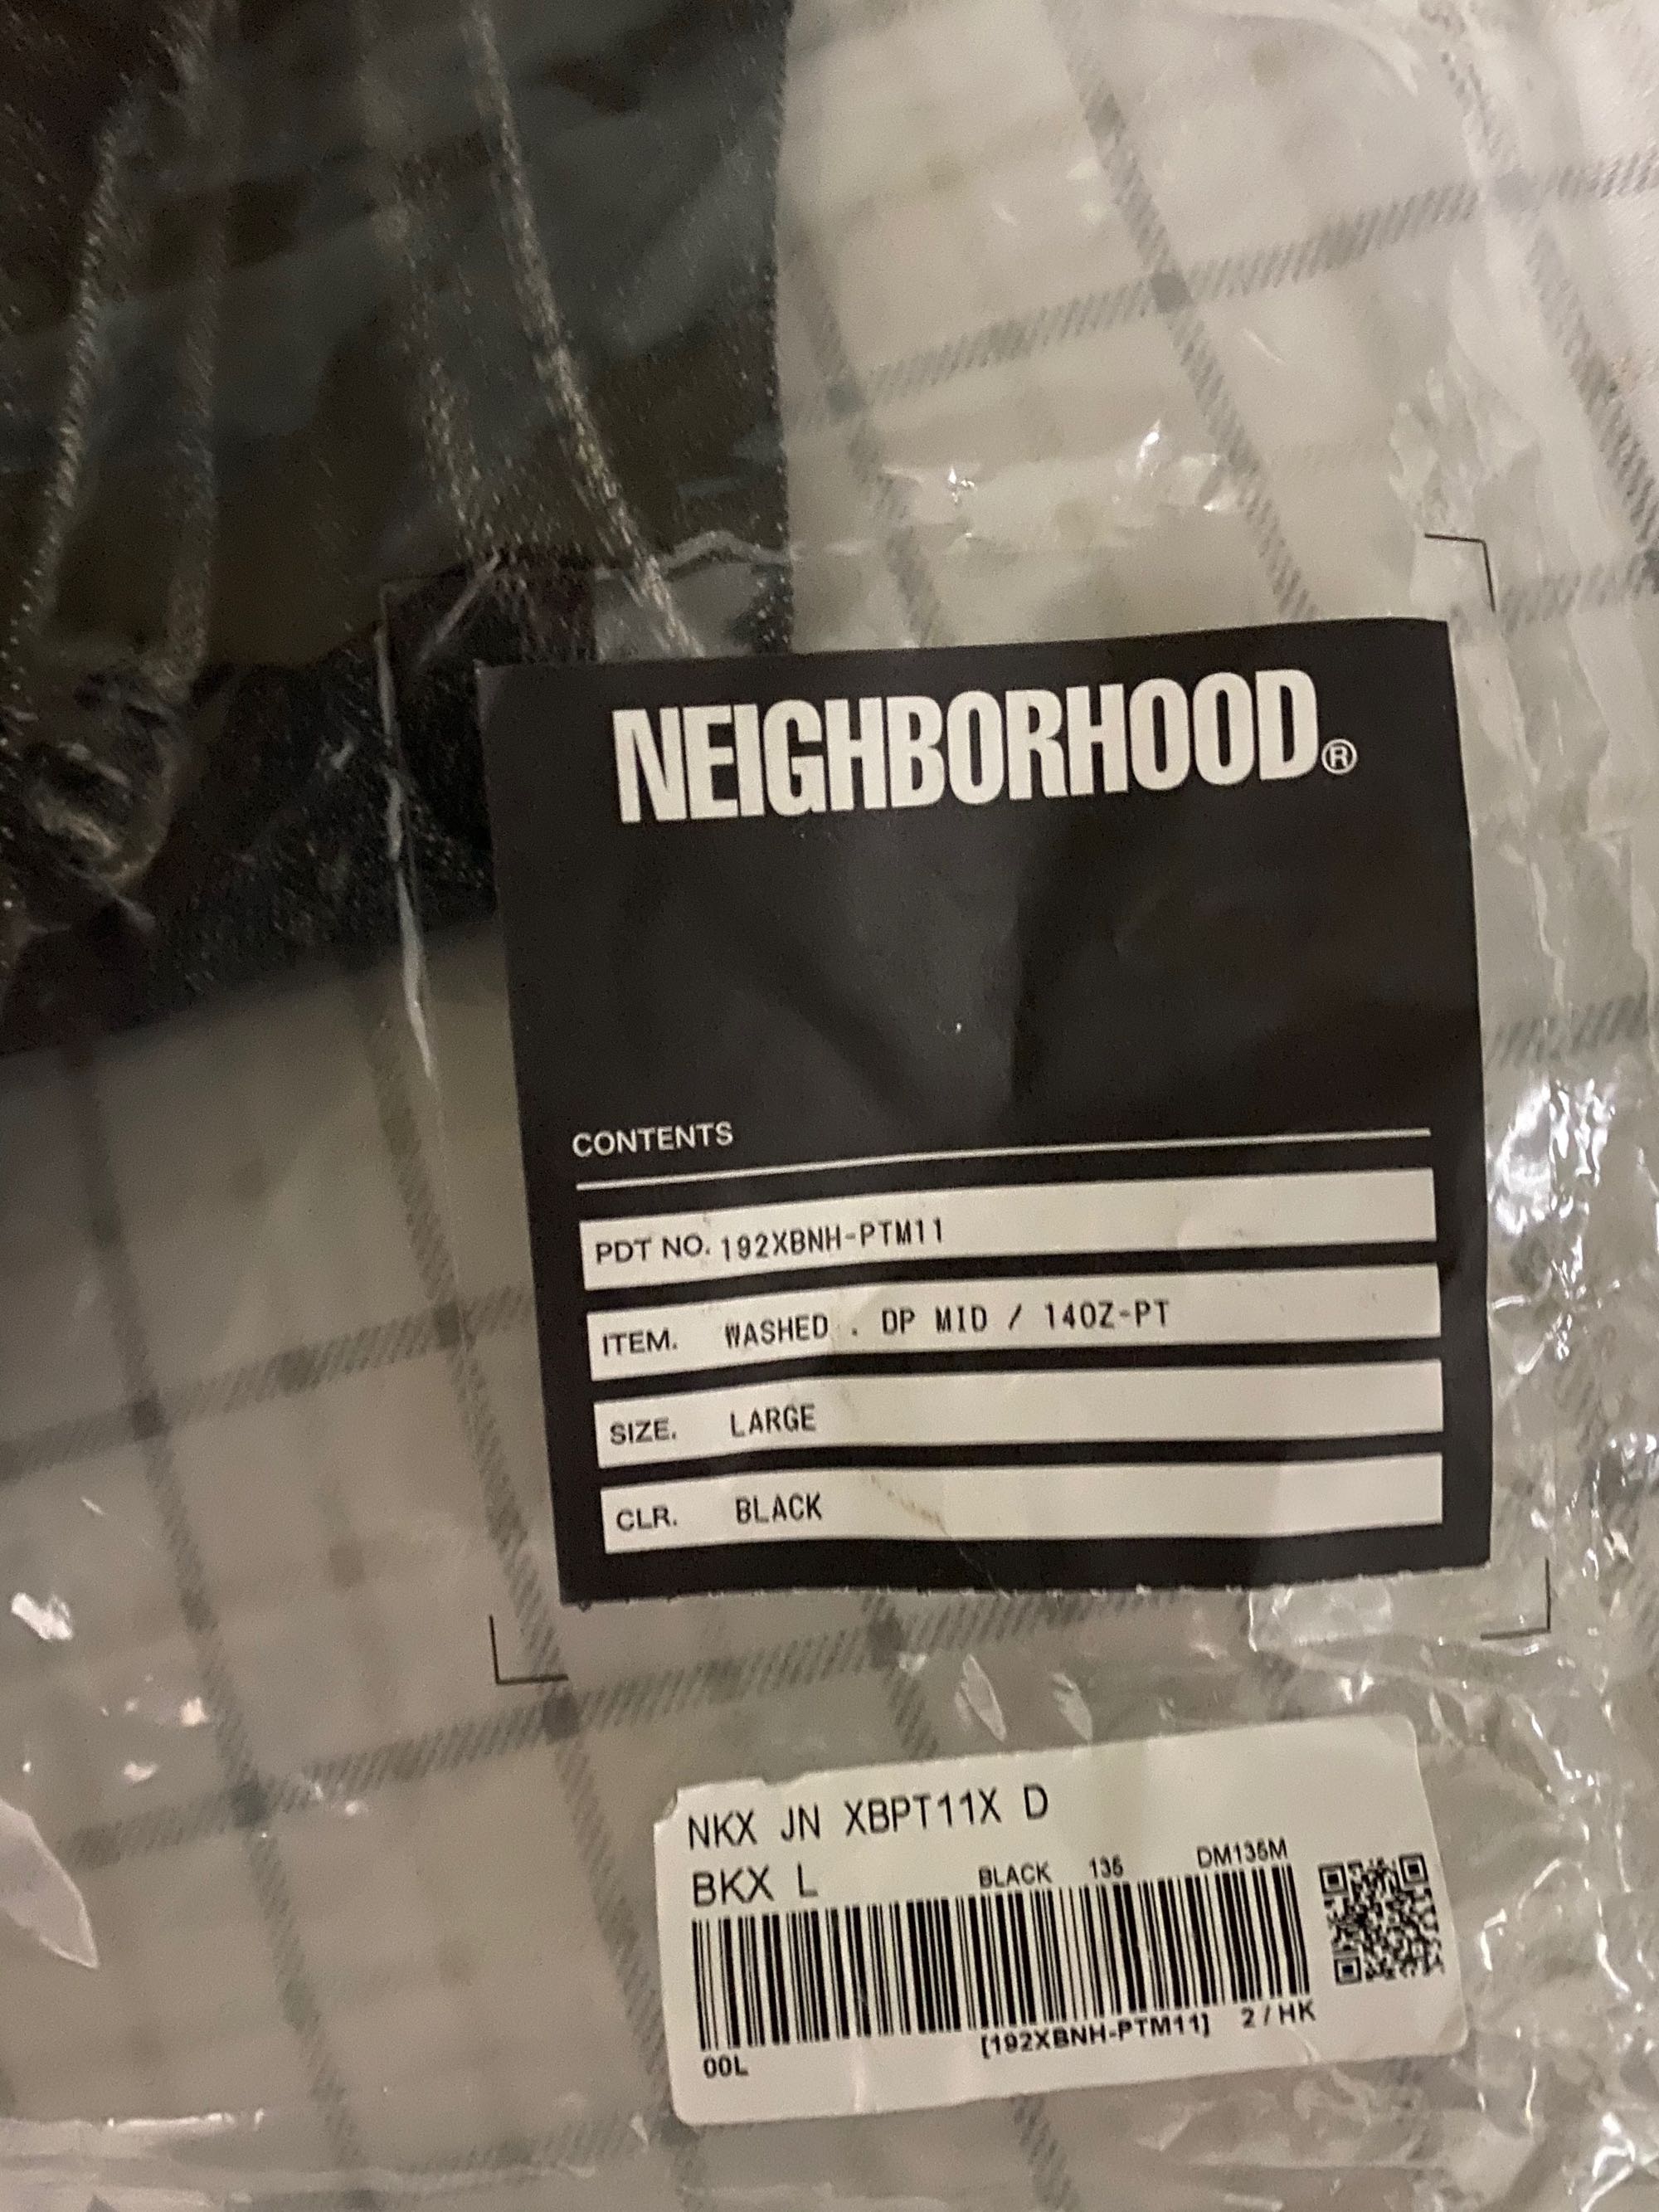 NEIGHBORHOOD®
CONTENTS
PDT NO. 192XBNH-PTM11
ITEM. WASHED . DP MID / 14OZ-PT
SIZE. LARGE
CLR. BLACK
NKX JN XBPT11X D
BKX L BLACK 135 DM135M
[192XBNH-PTM11] 2/HK
00L